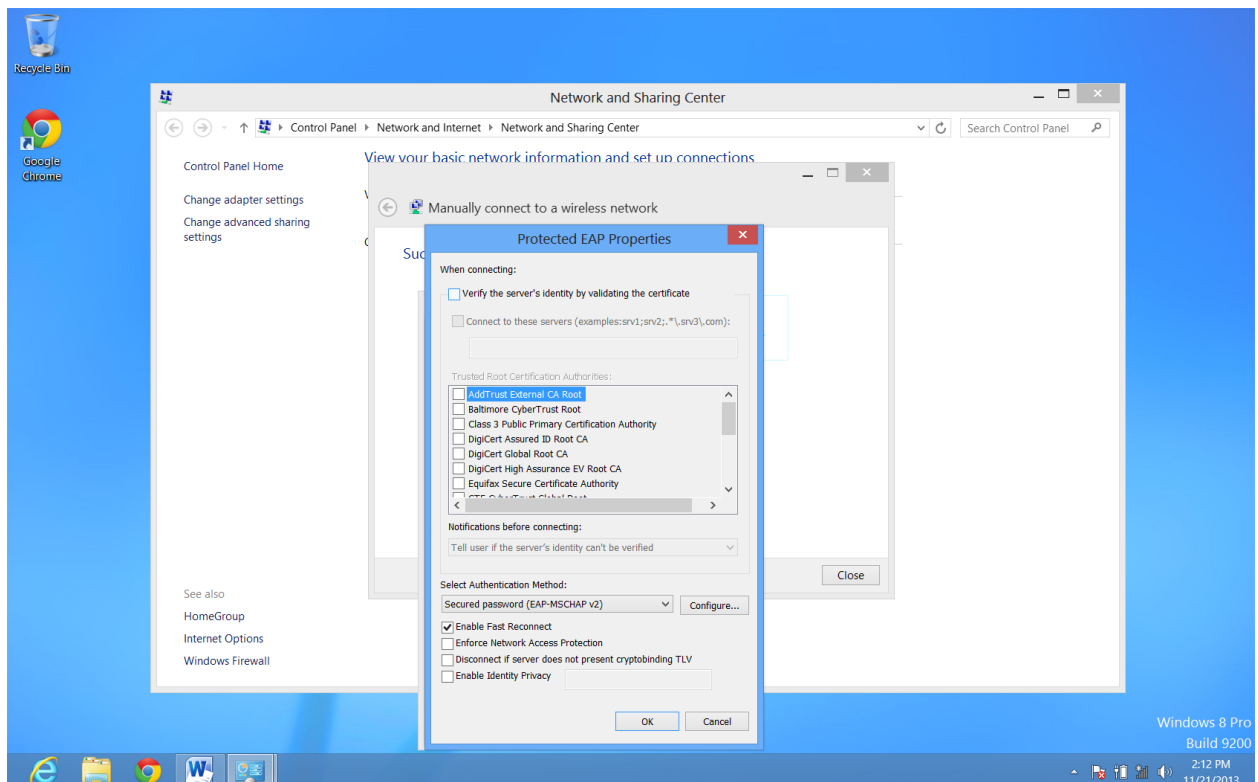 Recycle Bin
Google
Chrome
Network and Sharing Center
Control Panel
Network and Internet
Network and Sharing Center
Search Control Panel
Control Panel Home
Change adapter settings
Change advanced sharing
settings
See also
HomeGroup
Internet Options
Windows Firewall
View your basic network information and set up connections
Manually connect to a wireless network
Suc
Close
Protected EAP Properties
When connecting:
Verify the server's identity by validating the certificate
Connect to these servers (examples:srv1;srv2;.*\.srv3\.com):
Trusted Root Certification Authorities:
AddTrust External CA Root
Baltimore CyberTrust Root
Class 3 Public Primary Certification Authority
DigiCert Assured ID Root CA
DigiCert Global Root CA
DigiCert High Assurance EV Root CA
Equifax Secure Certificate Authority
Notifications before connecting:
Tell user if the server's identity can't be verified
Select Authentication Method:
Secured password (EAP-MSCHAP v2)
Configure...
Enable Fast Reconnect
Enforce Network Access Protection
Disconnect if server does not present cryptobinding TLV
Enable Identity Privacy
OK
Cancel
Windows 8 Pro
Build 9200
2:12 PM
11/21/2013